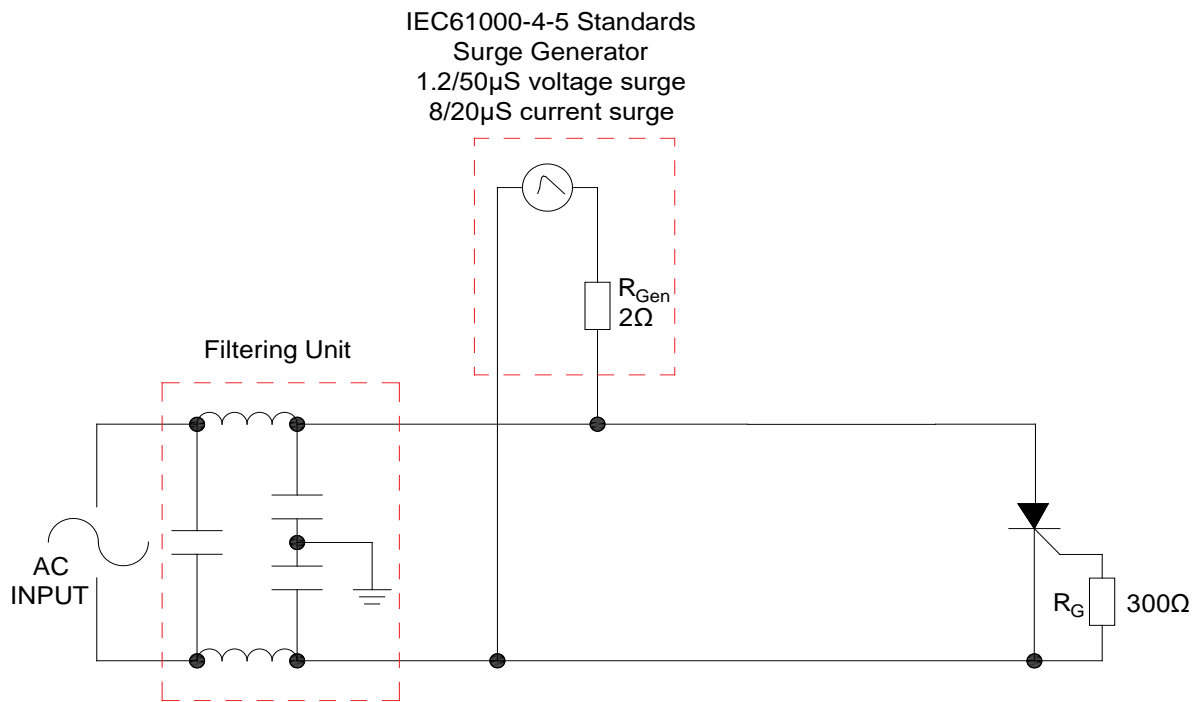 IEC61000-4-5 Standards
Surge Generator
1.2/50µS voltage surge
8/20µS current surge
RGen
2Ω
Filtering Unit
AC
INPUT
RG 300Ω